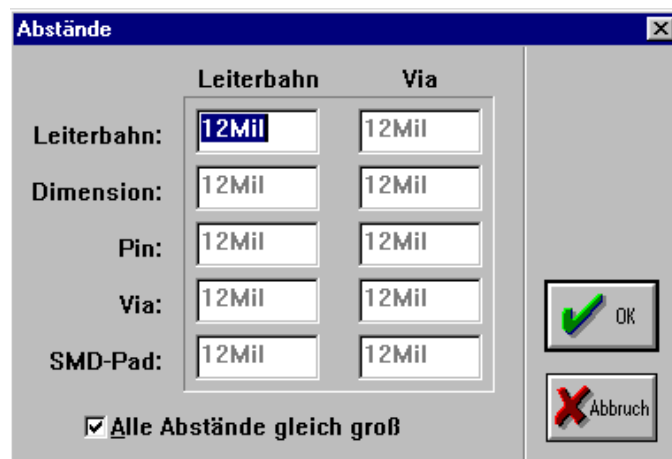 Abstände
Leiterbahn Via
Leiterbahn: 12Mil 12Mil
Dimension: 12Mil 12Mil
Pin: 12Mil 12Mil
Via: 12Mil 12Mil
SMD-Pad: 12Mil 12Mil
Alle Abstände gleich groß
OK
Abbruch